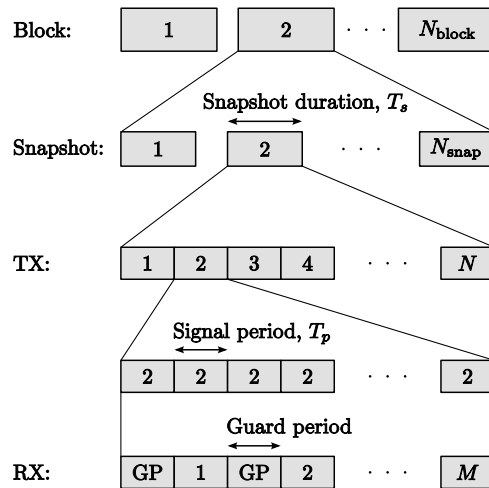 Block: 1 2 · · · N_block
Snapshot duration, T_s
Snapshot: 1 2 · · · N_snap
TX: 1 2 3 4 · · · N
Signal period, T_p
2 2 2 2 · · · 2
Guard period
RX: GP 1 GP 2 · · · M